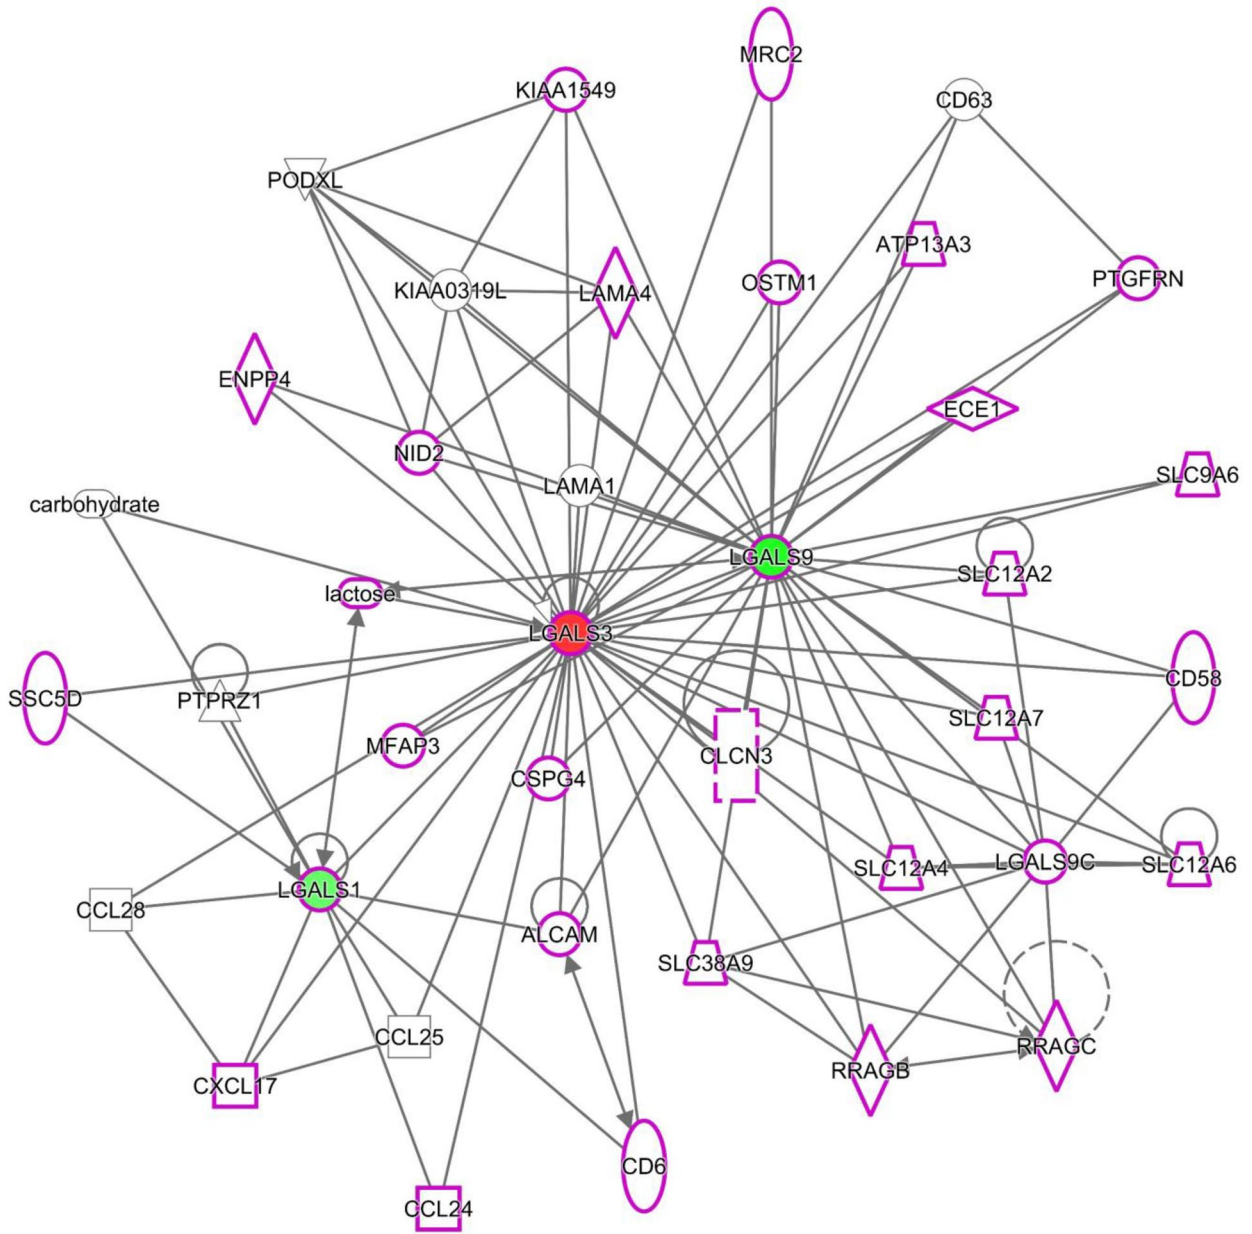 MRC2
KIAA1549
CD63
PODXL
ATP13A3
PTGFRN
OSTM1
KIAA0319L
LAMA4
ENPP4
ECE1
NID2
SLC9A6
LAMA1
carbohydrate
LGALS9
SLC12A2
lactose
LGALS3
CD58
SSC5D
PTPRZ1
SLC12A7
MFAP3
CLCN3
CSPG4
LGALS9C
SLC12A6
SLC12A4
LGALS1
CCL28
ALCAM
SLC38A9
CCL25
RRAGC
RRAGB
CXCL17
CD6
CCL24